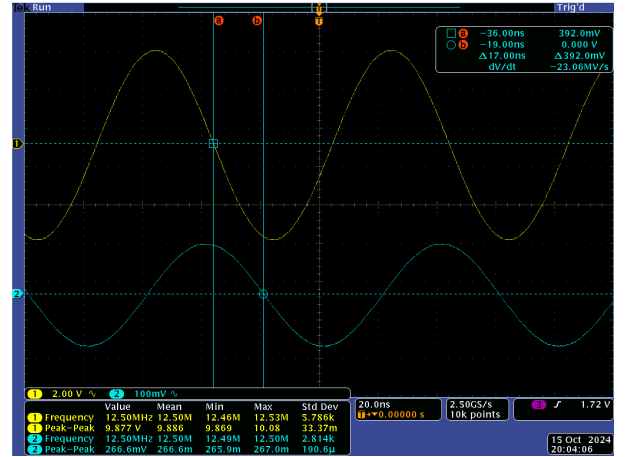 Tek Run Trig'd
a b T
a -36.00ns 392.0mV
b -19.00ns 0.000 V
Δ17.00ns Δ392.0mV
dV/dt -23.06MV/s
1
2
1 2.00 V ∿ 2 100mV ∿
Value Mean Min Max Std Dev
1 Frequency 12.50MHz 12.50M 12.46M 12.53M 5.786k
1 Peak-Peak 9.877 V 9.886 9.869 10.08 33.37m
2 Frequency 12.50MHz 12.50M 12.49M 12.50M 2.814k
2 Peak-Peak 266.6mV 266.6m 265.9m 267.0m 190.6µ
20.0ns
T→▼0.00000 s
2.50GS/s
10k points
3 ƒ 1.72 V
15 Oct 2024
20:04:06